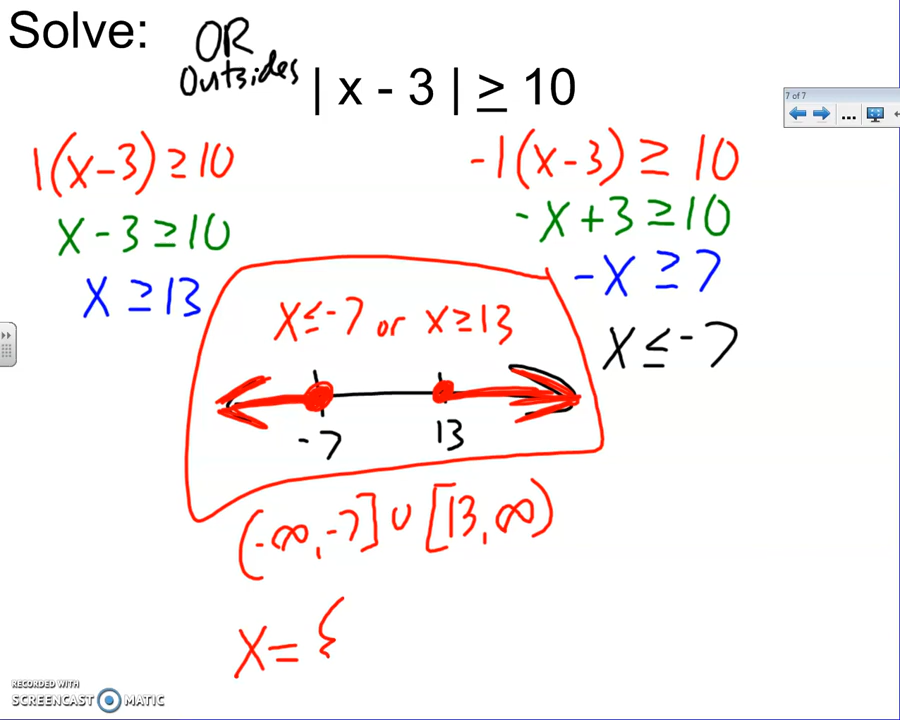 Solve:
OR
Outsides
| x - 3 | ≥ 10
7 of 7
1(x-3) ≥ 10
-1(x-3) ≥ 10
x - 3 ≥ 10
-x + 3 ≥ 10
x ≥ 13
-x ≥ 7
x ≤ -7 or x ≥ 13
x ≤ -7
-7
13
(-∞, -7] ∪ [13, ∞)
x = {
RECORDED WITH
SCREENCAST MATIC